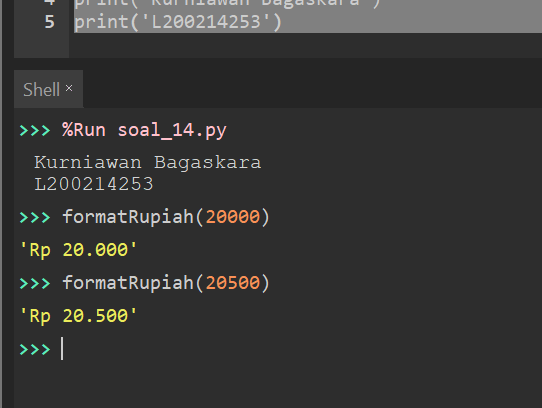 4 print('Kurniawan Bagaskara')
5 print('L200214253')
Shell ×
>>> %Run soal_14.py
Kurniawan Bagaskara
L200214253
>>> formatRupiah(20000)
'Rp 20.000'
>>> formatRupiah(20500)
'Rp 20.500'
>>>